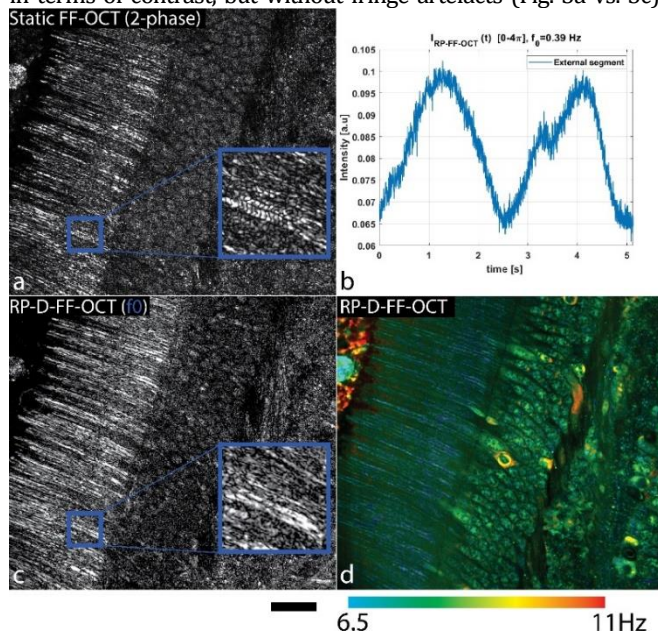 in terms of contrast, but without fringe artefacts (Fig. 3a vs. 3c)
Static FF-OCT (2-phase)
a
I_RP-FF-OCT (t) [0-4π], f_0=0.39 Hz
External segment
Intensity [a.u]
0.105
0.1
0.095
0.09
0.085
0.08
0.075
0.07
0.065
0.06
0 1 2 3 4 5
time [s]
b
RP-D-FF-OCT (f0)
c
RP-D-FF-OCT
d
6.5 11Hz